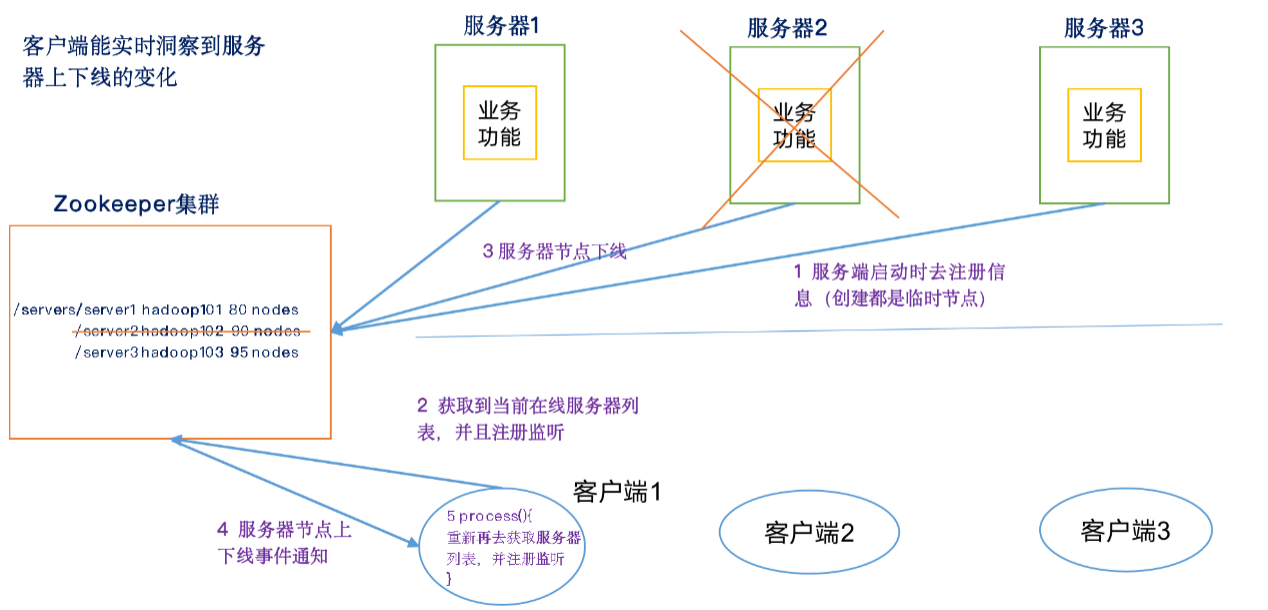 服务器1
服务器2
服务器3
客户端能实时洞察到服务
器上下线的变化
业务
功能
业务
功能
业务
功能
Zookeeper集群
3 服务器节点下线
1 服务端启动时去注册信
息（创建都是临时节点）
/servers/server1 hadoop101 80 nodes
/server2 hadoop102 90 nodes
/server3 hadoop103 95 nodes
2 获取到当前在线服务器列
表，并且注册监听
客户端1
4 服务器节点上
下线事件通知
5 process(){
重新再去获取服务器
列表，并注册监听
}
客户端2
客户端3